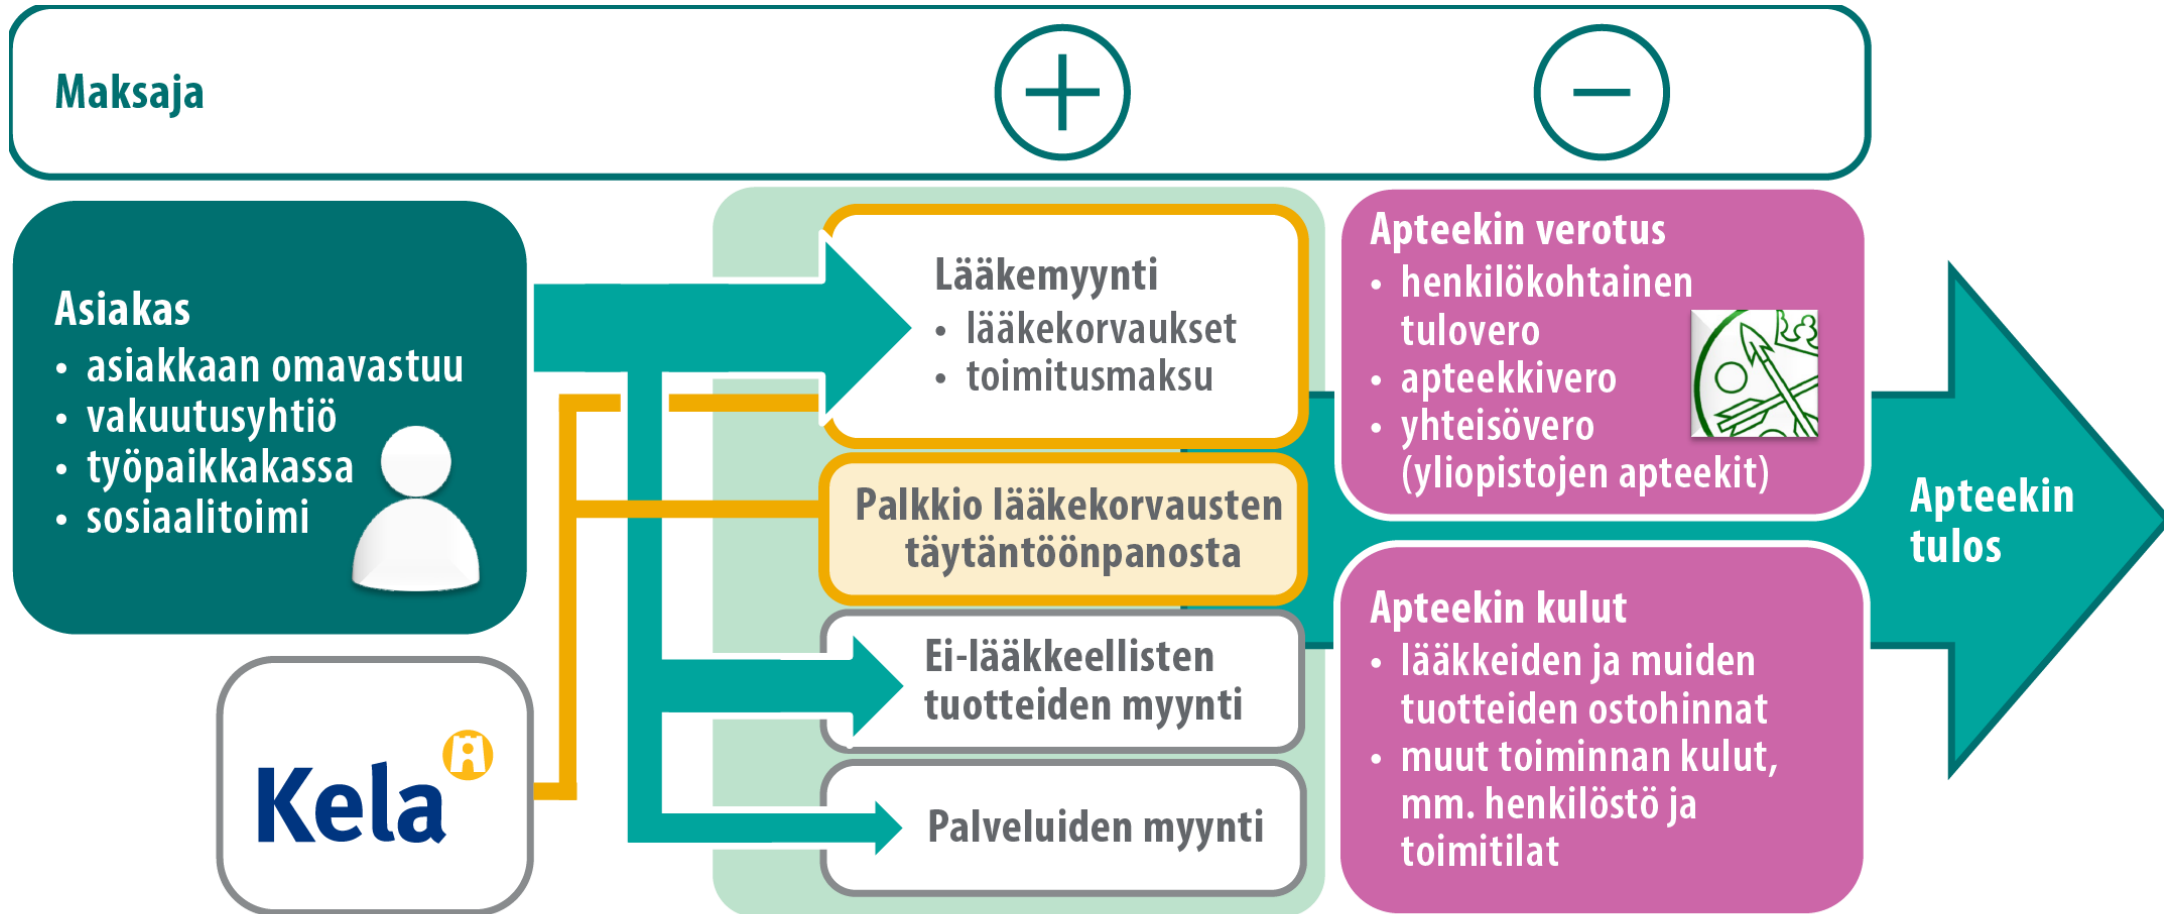 Maksaja
Asiakas
• asiakkaan omavastuu
• vakuutusyhtiö
• työpaikkakassa
• sosiaalitoimi
Kela
Lääkemyynti
• lääkekorvaukset
• toimitusmaksu
Palkkio lääkekorvausten
täytäntöönpanosta
Ei-lääkkeellisten
tuotteiden myynti
Palveluiden myynti
Apteekin verotus
• henkilökohtainen
tulovero
• apteekkivero
• yhteisövero
(yliopistojen apteekit)
Apteekin kulut
• lääkkeiden ja muiden
tuotteiden ostohinnat
• muut toiminnan kulut,
mm. henkilöstö ja
toimitilat
Apteekin
tulos